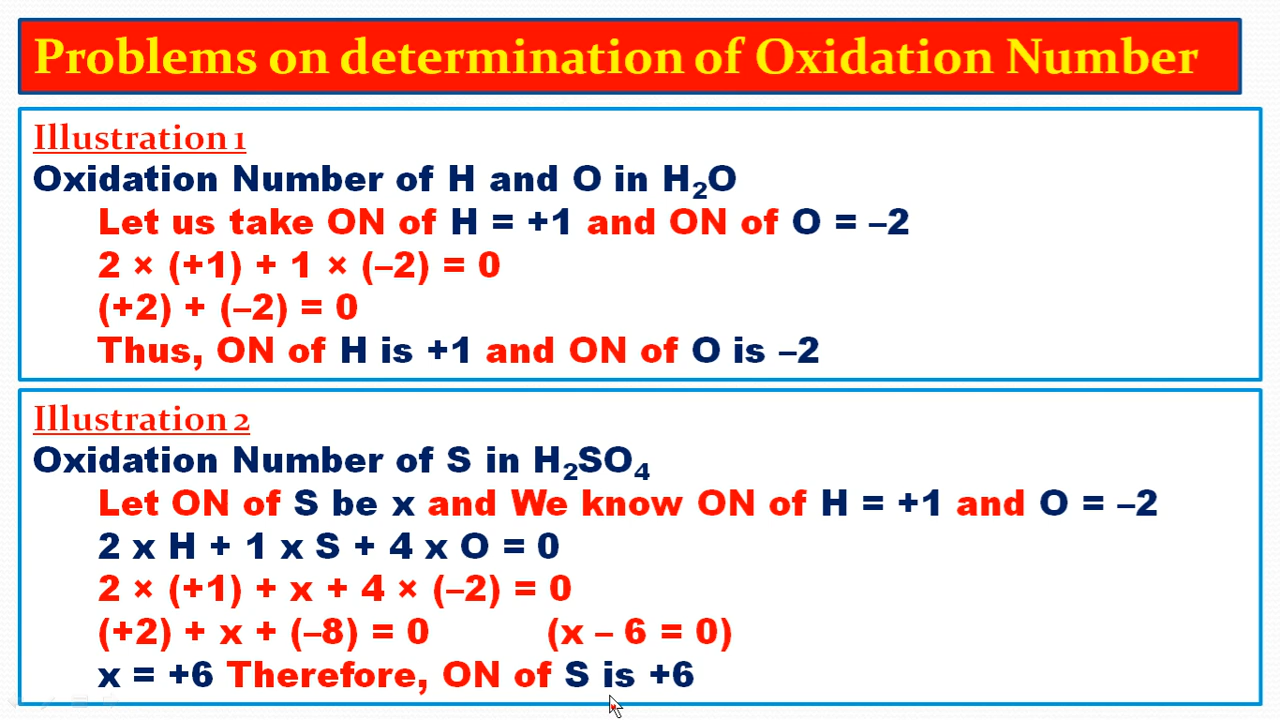 Problems on determination of Oxidation Number
Illustration 1
Oxidation Number of H and O in H₂O
Let us take ON of H = +1 and ON of O = –2
2 × (+1) + 1 × (–2) = 0
(+2) + (–2) = 0
Thus, ON of H is +1 and ON of O is –2
Illustration 2
Oxidation Number of S in H₂SO₄
Let ON of S be x and We know ON of H = +1 and O = –2
2 x H + 1 x S + 4 x O = 0
2 × (+1) + x + 4 × (–2) = 0
(+2) + x + (–8) = 0 (x – 6 = 0)
x = +6 Therefore, ON of S is +6